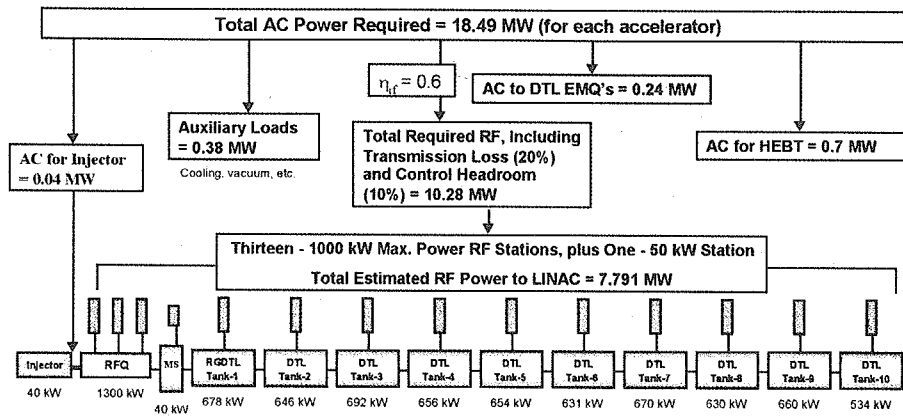 Total AC Power Required = 18.49 MW (for each accelerator)
ηrf = 0.6
AC to DTL EMQ's = 0.24 MW
Auxiliary Loads
= 0.38 MW
Cooling, vacuum, etc.
Total Required RF, Including
Transmission Loss (20%)
and Control Headroom
(10%) = 10.28 MW
AC for HEBT = 0.7 MW
AC for Injector
= 0.04 MW
Thirteen - 1000 kW Max. Power RF Stations, plus One - 50 kW Station
Total Estimated RF Power to LINAC = 7.791 MW
Injector
RFQ
MS
RGDTL
Tank-1
DTL
Tank-2
DTL
Tank-3
DTL
Tank-4
DTL
Tank-5
DTL
Tank-6
DTL
Tank-7
DTL
Tank-8
DTL
Tank-9
DTL
Tank-10
40 kW
1300 kW
40 kW
678 kW
646 kW
692 kW
656 kW
654 kW
631 kW
670 kW
630 kW
660 kW
534 kW